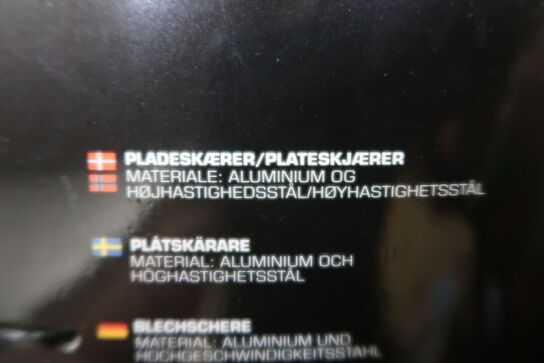 PLADESKÆRER/PLATESKJÆRER
MATERIALE: ALUMINIUM OG
HØJHASTIGHEDSSTÅL/HØYHASTIGHETSSTÅL
PLÅTSKÄRARE
MATERIAL: ALUMINIUM OCH
HÖGHASTIGHETSSTÅL
BLECHSCHERE
MATERIAL: ALUMINIUM UND
HOCHGESCHWINDIGKEITSSTAHL